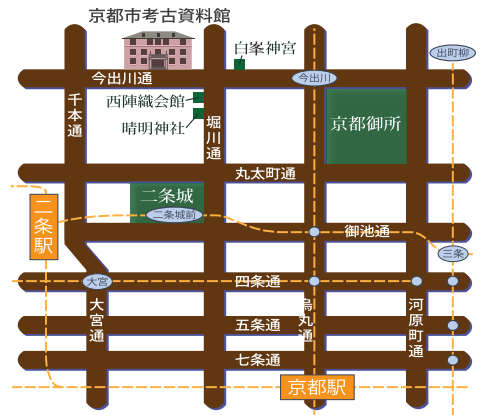 京都市考古資料館
白峯神宮
出町柳
今出川通
今出川
千本通
西陣織会館
晴明神社
堀川通
京都御所
丸太町通
二条城
二条城前
二条駅
御池通
三条
大宮
四条通
大宮通
烏丸通
河原町通
五条通
七条通
京都駅